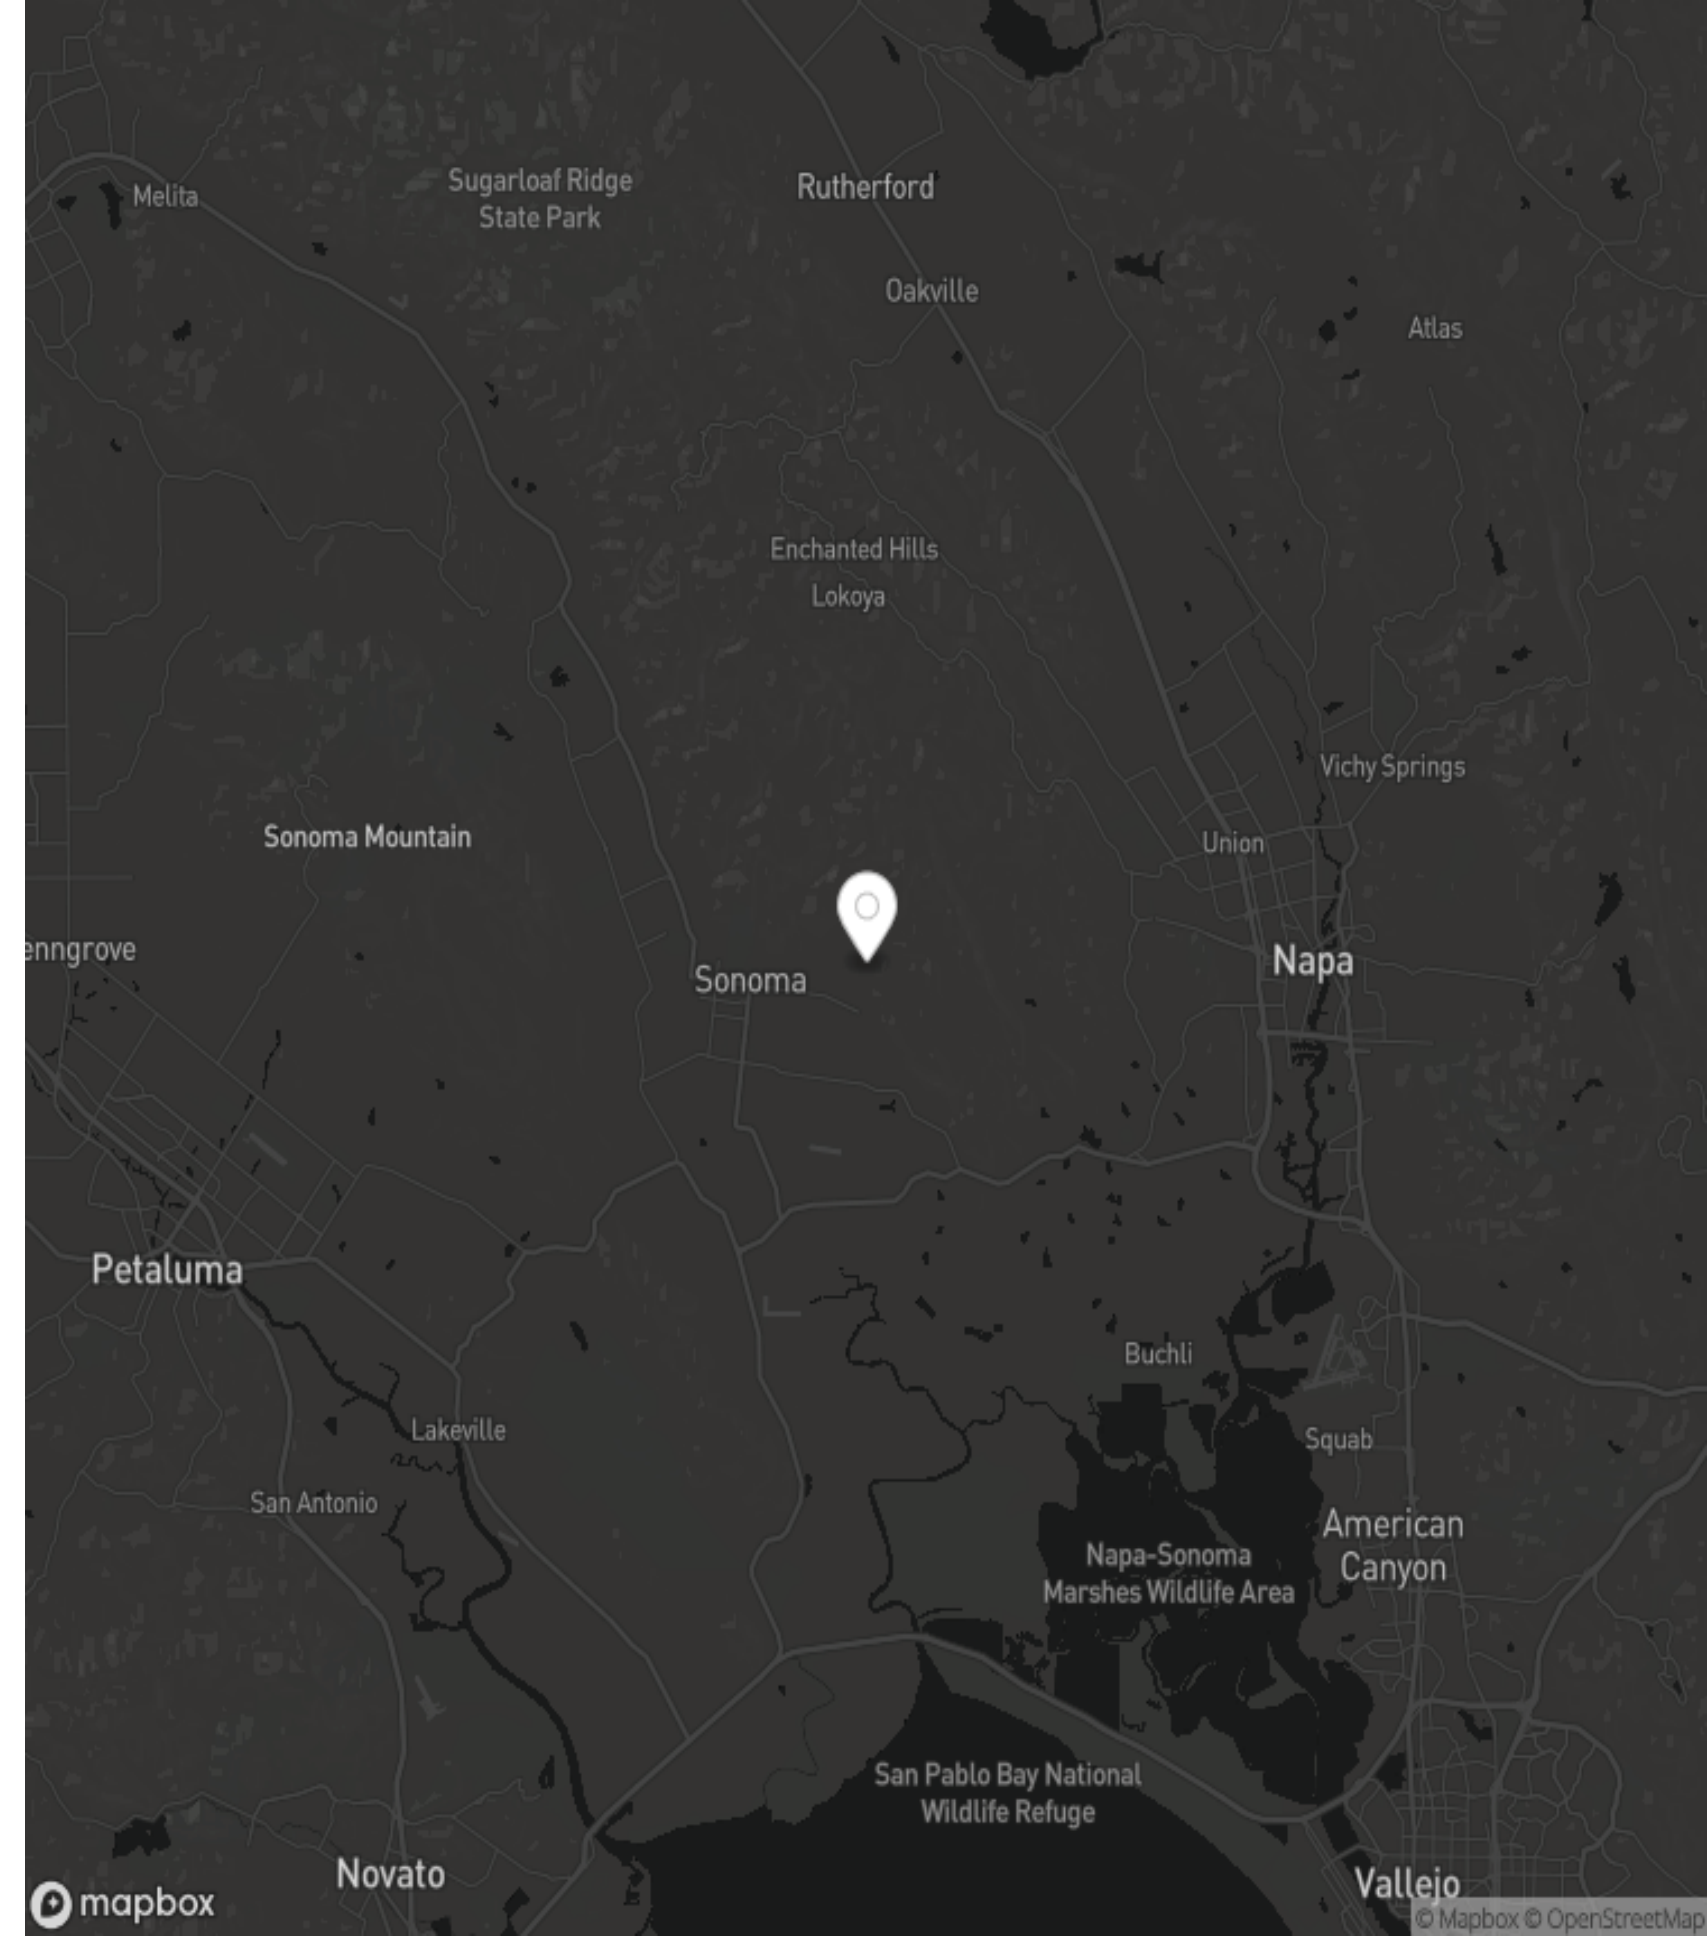 Melita
Sugarloaf Ridge
State Park
Rutherford
Oakville
Atlas
Enchanted Hills
Lokoya
Vichy Springs
Sonoma Mountain
Union
enngrove
Sonoma
Napa
Petaluma
Buchli
Lakeville
Squab
San Antonio
American
Canyon
Napa-Sonoma
Marshes Wildlife Area
San Pablo Bay National
Wildlife Refuge
Novato
Vallejo
mapbox
© Mapbox © OpenStreetMap